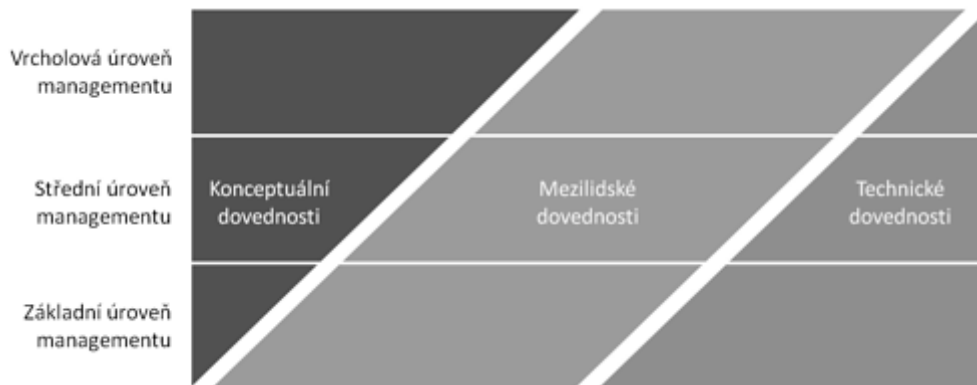 Vrcholová úroveň
managementu
Střední úroveň
managementu
Konceptuální
dovednosti
Mezilidské
dovednosti
Technické
dovednosti
Základní úroveň
managementu